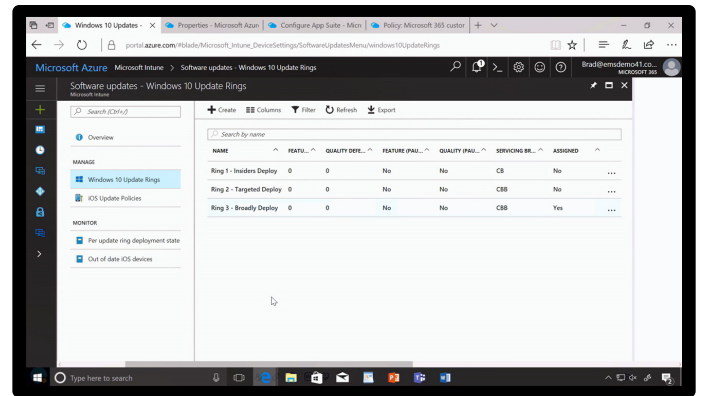 Windows 10 Updates -
Properties - Microsoft Azure
Configure App Suite - Micr
Policy: Microsoft 365 custor
portal.azure.com/#blade/Microsoft_Intune_DeviceSettings/SoftwareUpdatesMenu/windows10UpdateRings
Microsoft Azure Microsoft Intune > Software updates - Windows 10 Update Rings
Brad@emsdemo41.co...
MICROSOFT 365
Software updates - Windows 10 Update Rings
Microsoft Intune
Search (Ctrl+/)
Overview
MANAGE
Windows 10 Update Rings
iOS Update Policies
MONITOR
Per update ring deployment state
Out of date iOS devices
Create Columns Filter Refresh Export
Search by name
NAME FEATU... QUALITY DEFE... FEATURE (PAU... QUALITY (PAU... SERVICING BR... ASSIGNED
Ring 1 - Insiders Deploy 0 0 No No CB No ...
Ring 2 - Targeted Deploy 0 0 No No CBB No ...
Ring 3 - Broadly Deploy 0 0 No No CBB Yes ...
Type here to search